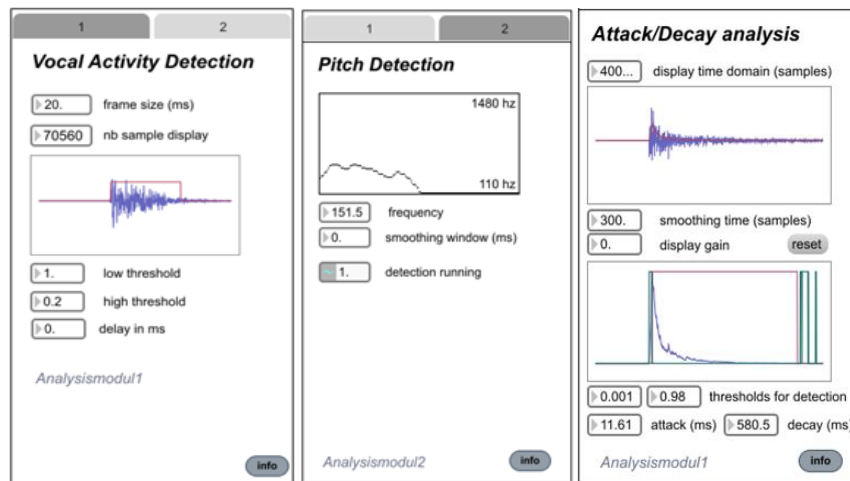 1 2
Vocal Activity Detection
20. frame size (ms)
70560 nb sample display
1. low threshold
0.2 high threshold
0. delay in ms
Analysismodul1
info
1 2
Pitch Detection
1480 hz
110 hz
151.5 frequency
0. smoothing window (ms)
~ 1. detection running
Analysismodul2
info
Attack/Decay analysis
400... display time domain (samples)
300. smoothing time (samples)
0. display gain reset
0.001 0.98 thresholds for detection
11.61 attack (ms) 580.5 decay (ms)
Analysismodul1
info